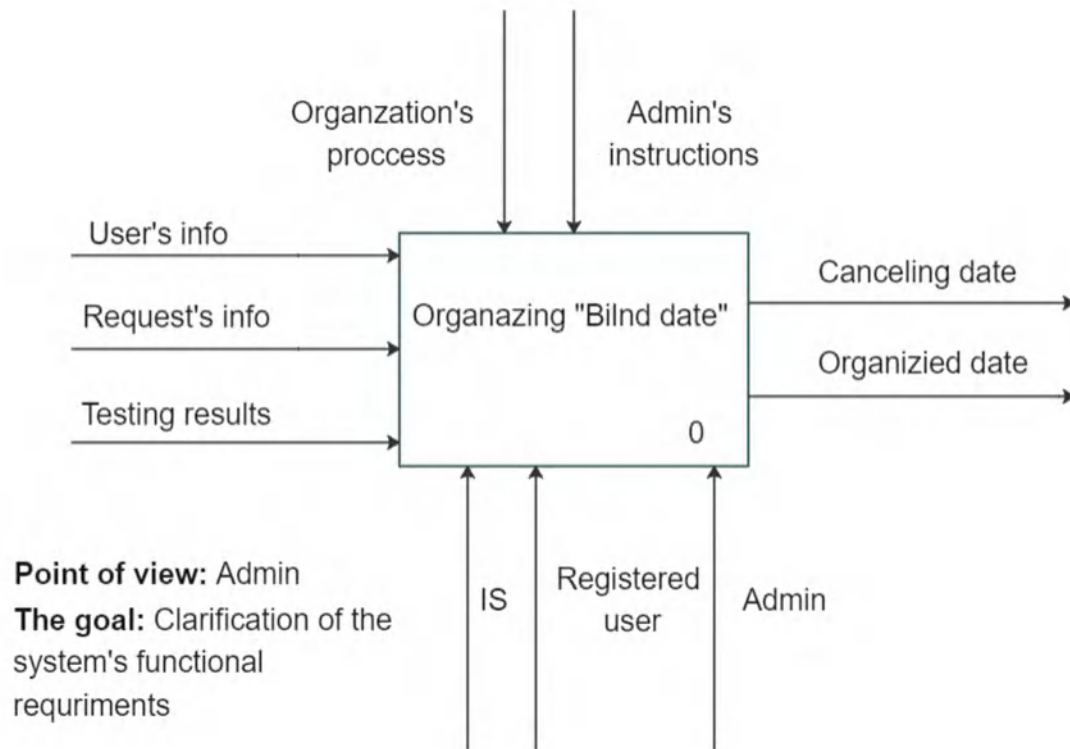 Organzation's
proccess
Admin's
instructions
User's info
Request's info
Testing results
Organazing "Bilnd date"
0
Canceling date
Organizied date
IS
Registered
user
Admin
Point of view: Admin
The goal: Clarification of the
system's functional
requriments